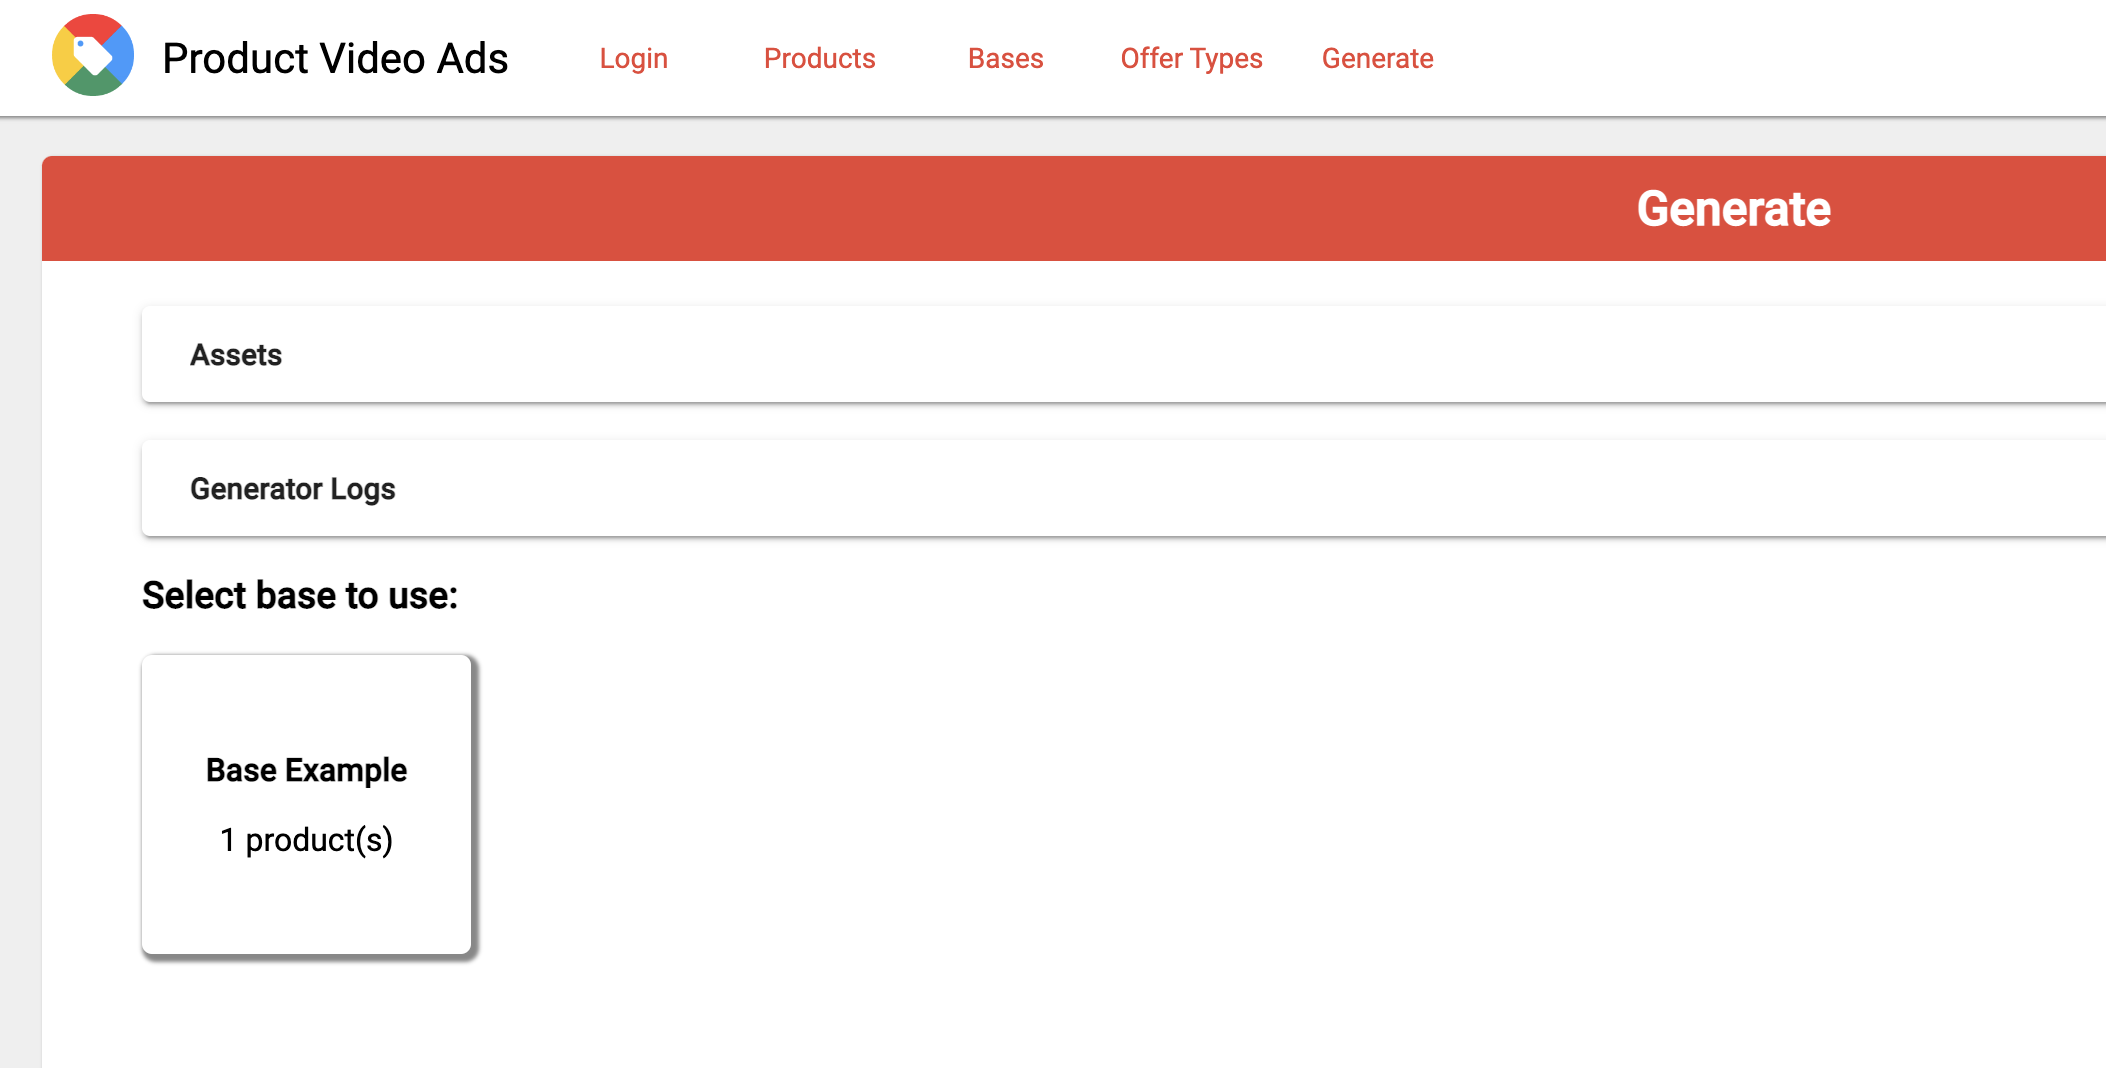 Product Video Ads Login Products Bases Offer Types Generate
Generate
Assets
Generator Logs
Select base to use:
Base Example
1 product(s)